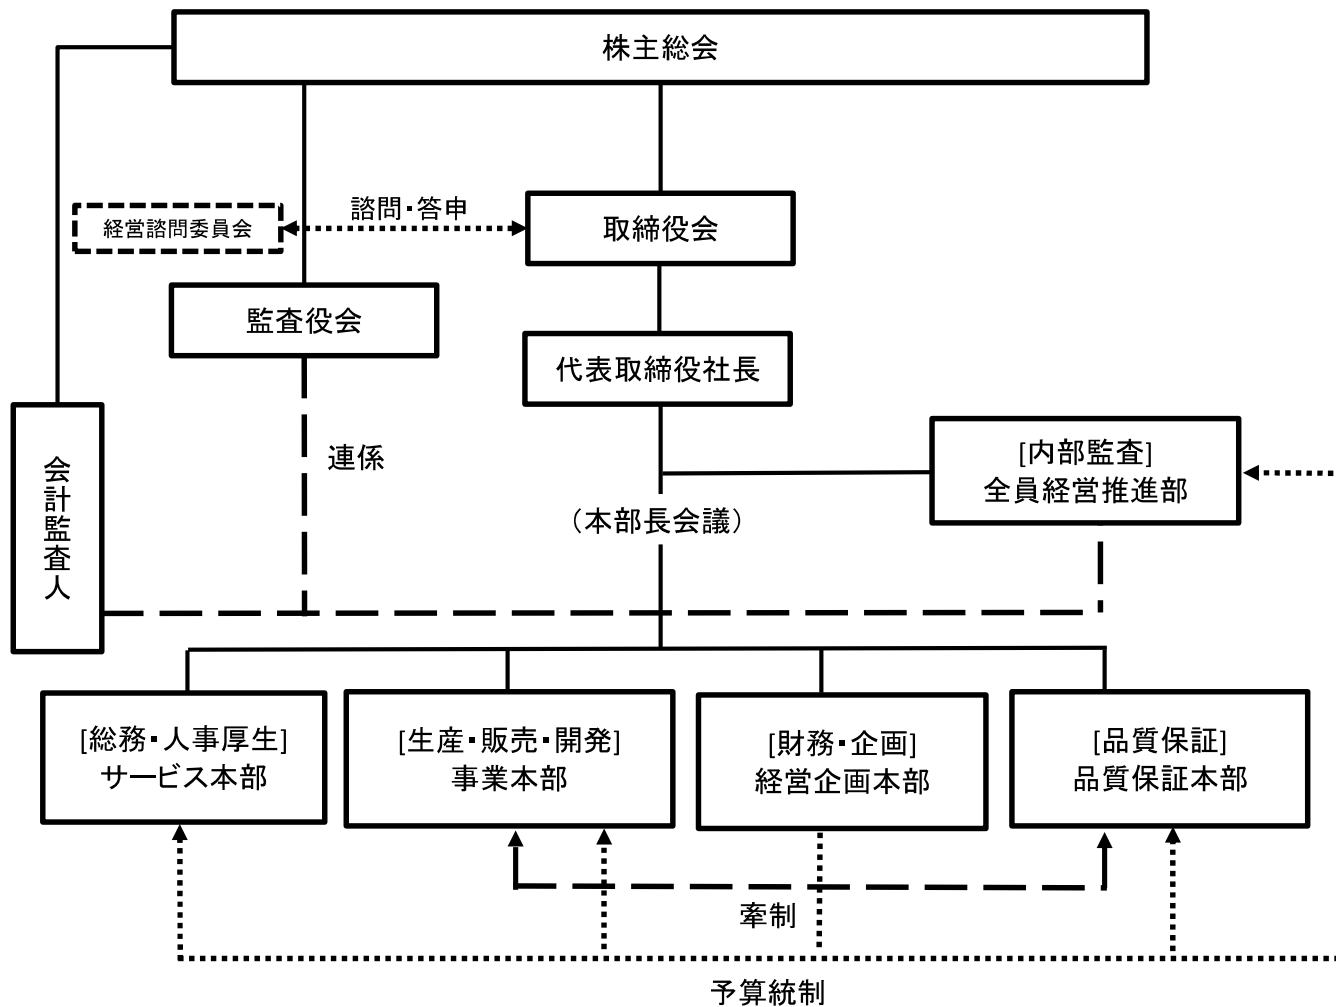 株主総会
諮問・答申
経営諮問委員会
取締役会
監査役会
代表取締役社長
会計監査人
連係
[内部監査]
全員経営推進部
（本部長会議）
[総務・人事厚生]
サービス本部
[生産・販売・開発]
事業本部
[財務・企画]
経営企画本部
[品質保証]
品質保証本部
牽制
予算統制